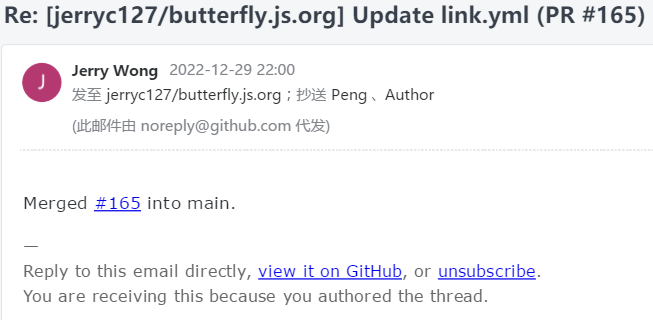 Re: [jerryc127/butterfly.js.org] Update link.yml (PR #165)
J
Jerry Wong 2022-12-29 22:00
发至 jerryc127/butterfly.js.org；抄送 Peng 、Author
(此邮件由 noreply@github.com 代发)
Merged #165 into main.
—
Reply to this email directly, view it on GitHub, or unsubscribe.
You are receiving this because you authored the thread.